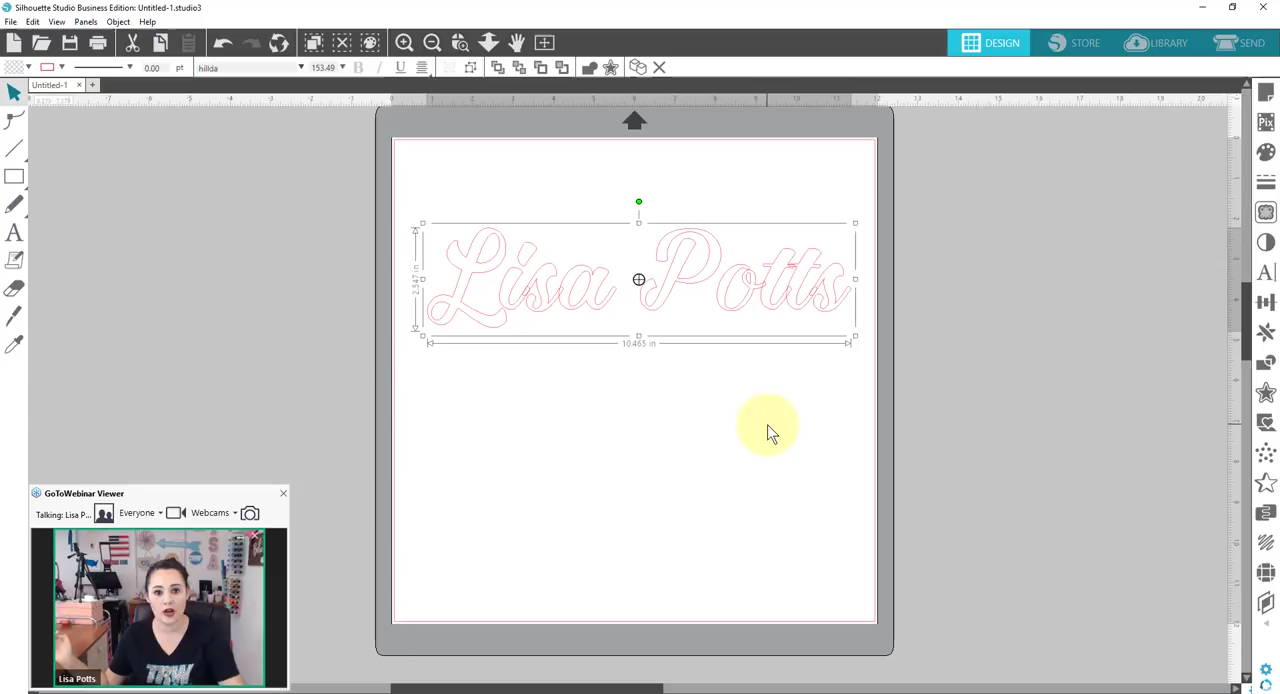 Silhouette Studio Business Edition: Untitled-1.studio3
File Edit View Panels Object Help
DESIGN STORE LIBRARY SEND
0.00 pt hillda 153.49 B I U
Untitled-1 × +
Lisa Potts
2.547 in
10.465 in
GoToWebinar Viewer
Talking: Lisa P... Everyone Webcams
Lisa Potts